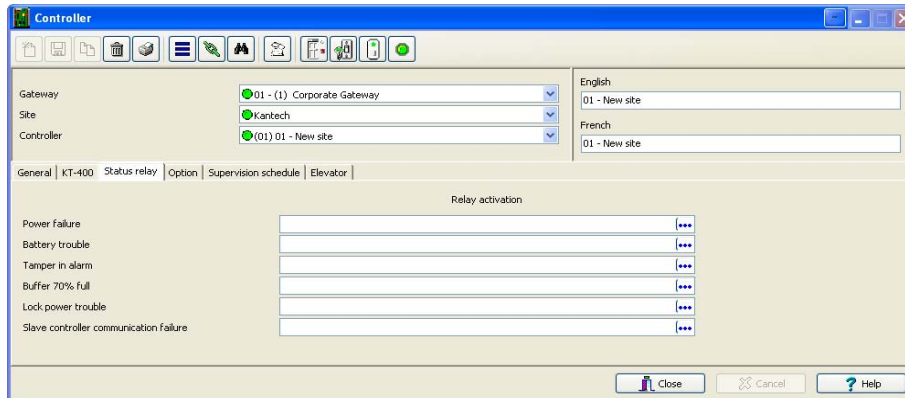 Controller
English
Gateway
01 - (1) Corporate Gateway
01 - New site
Site
Kantech
French
Controller
(01) 01 - New site
01 - New site
General
KT-400
Status relay
Option
Supervision schedule
Elevator
Relay activation
Power failure
Battery trouble
Tamper in alarm
Buffer 70% full
Lock power trouble
Slave controller communication failure
Close
Cancel
Help